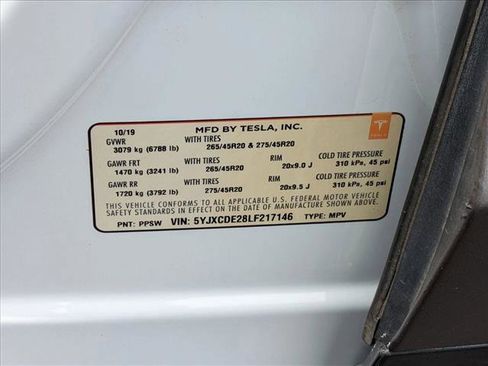 10/19
MFD BY TESLA, INC.
GVWR
WITH TIRES
3079 kg (6788 lb)
265/45R20 & 275/45R20
GAWR FRT
WITH TIRES
RIM
COLD TIRE PRESSURE
1470 kg (3241 lb)
265/45R20
20x9.0 J
310 kPa, 45 psi
GAWR RR
WITH TIRES
RIM
COLD TIRE PRESSURE
1720 kg (3792 lb)
275/45R20
20x9.5 J
310 kPa, 45 psi
THIS VEHICLE CONFORMS TO ALL APPLICABLE U.S. FEDERAL MOTOR VEHICLE
SAFETY STANDARDS IN EFFECT ON THE DATE OF MANUFACTURE SHOWN ABOVE.
PNT: PPSW VIN: 5YJXCDE28LF217146 TYPE: MPV
TESLA